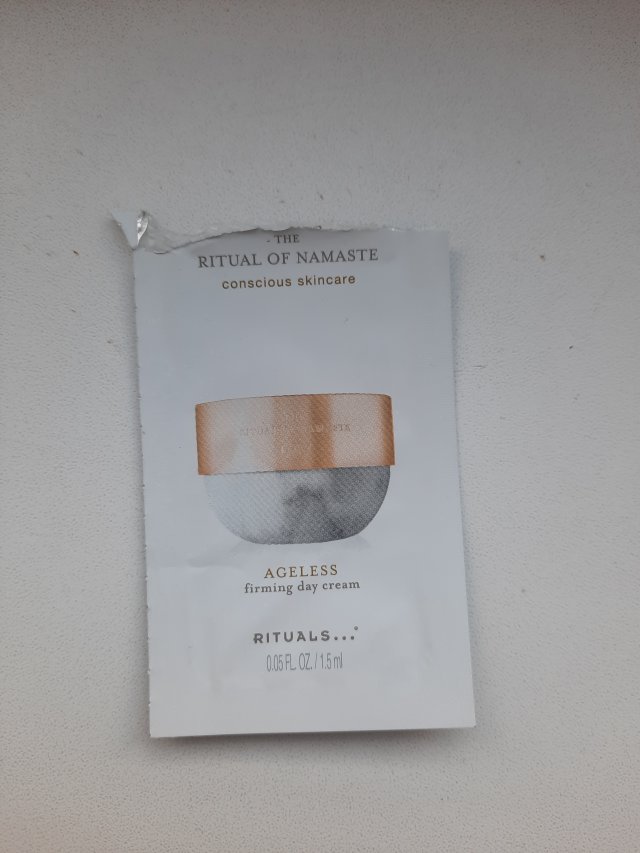 - THE
RITUAL OF NAMASTE
conscious skincare
AGELESS
firming day cream
RITUALS...®
0.05 FL. OZ. / 1.5 ml